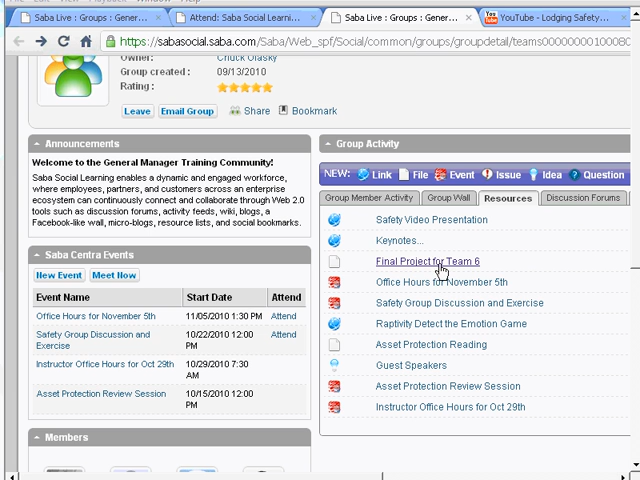 Saba Live : Groups : Gener...
Attend: Saba Social Learni...
Saba Live : Groups : Gener...
YouTube - Lodging Safety...
https://sabasocial.saba.com/Saba/Web_spf/Social/common/groups/groupdetail/teams000000000100080
Owner: Chuck Olasky
Group created : 09/13/2010
Rating :
Leave Email Group Share Bookmark
Announcements
Welcome to the General Manager Training Community!
Saba Social Learning enables a dynamic and engaged workforce,
where employees, partners, and customers across an enterprise
ecosystem can continuously connect and collaborate through Web 2.0
tools such as discussion forums, activity feeds, wiki, blogs, a
Facebook-like wall, micro-blogs, resource lists, and social bookmarks.
Saba Centra Events
New Event Meet Now
Event Name Start Date Attend
Office Hours for November 5th 11/05/2010 1:30 PM Attend
Safety Group Discussion and 10/22/2010 12:00 Attend
Exercise PM
Instructor Office Hours for Oct 29th 10/29/2010 7:30
AM
Asset Protection Review Session 10/15/2010 12:00
PM
Members
Group Activity
NEW: Link File Event Issue Idea Question
Group Member Activity Group Wall Resources Discussion Forums
Safety Video Presentation
Keynotes...
Final Project for Team 6
Office Hours for November 5th
Safety Group Discussion and Exercise
Raptivity Detect the Emotion Game
Asset Protection Reading
Guest Speakers
Asset Protection Review Session
Instructor Office Hours for Oct 29th